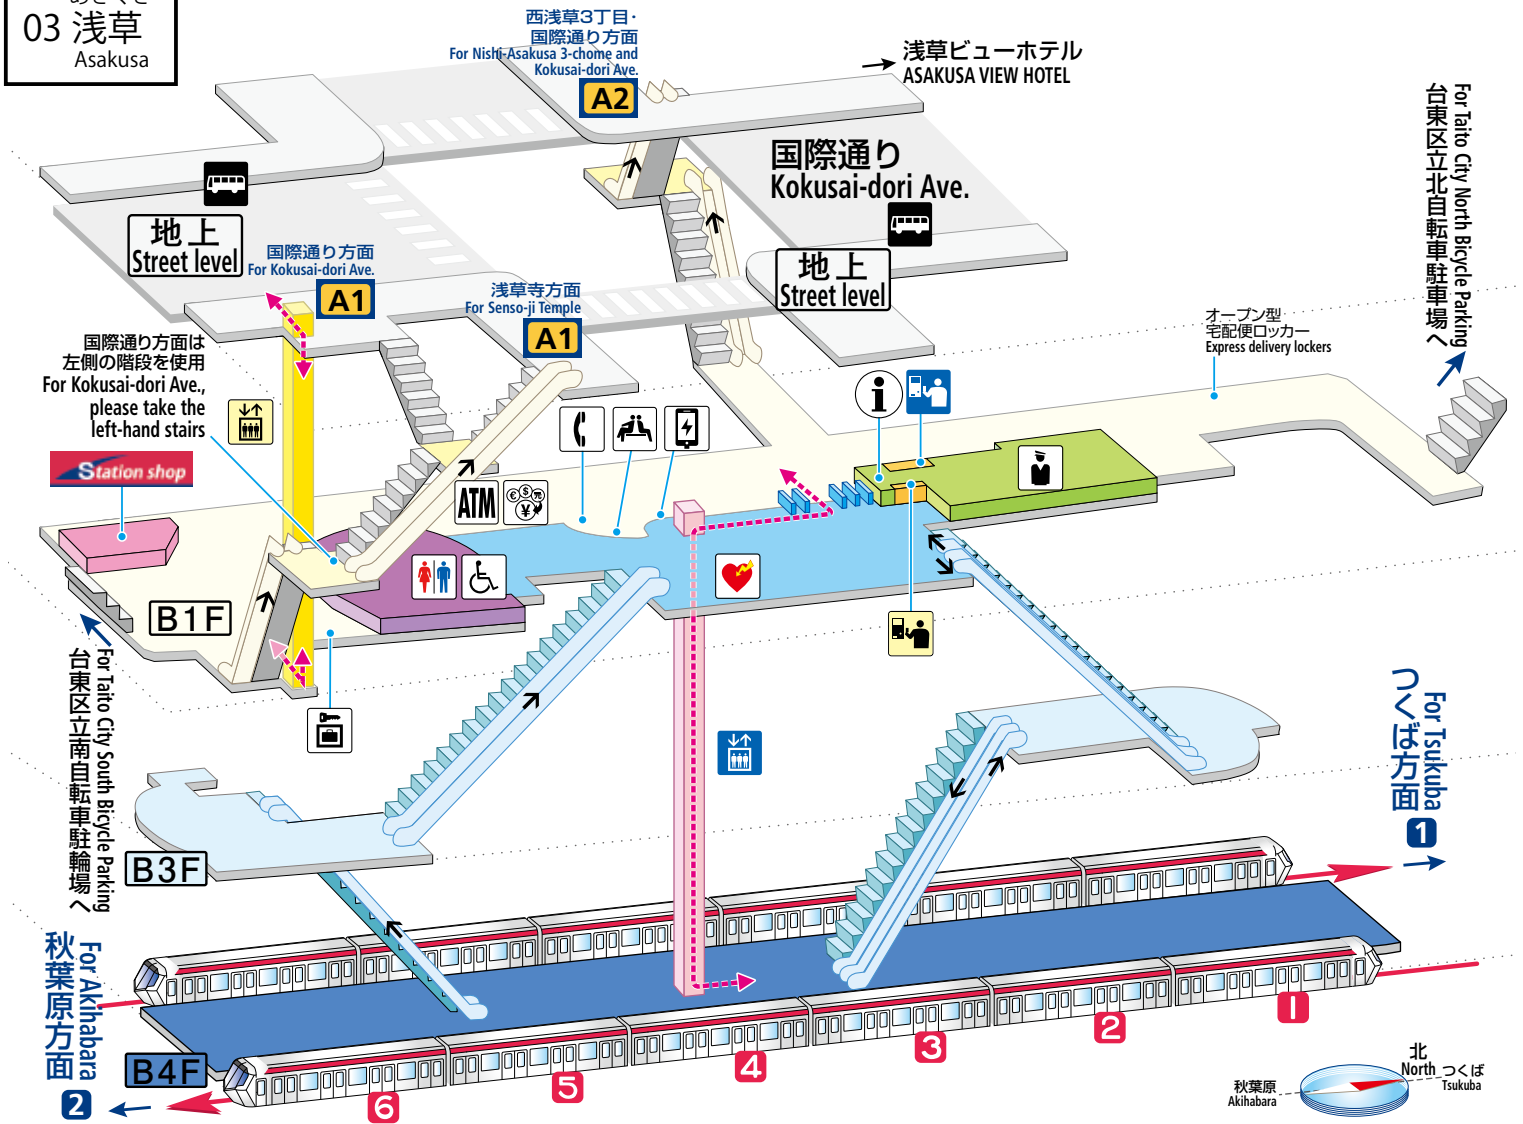 03 浅草
Asakusa
西浅草3丁目・
国際通り方面
For Nishi-Asakusa 3-chome and
Kokusai-dori Ave.
A2
浅草ビューホテル
ASAKUSA VIEW HOTEL
国際通り
Kokusai-dori Ave.
地上
Street level
国際通り方面
For Kokusai-dori Ave.
A1
浅草寺方面
For Senso-ji Temple
A1
地上
Street level
For Taito City North Bicycle Parking
台東区立北自転車駐車場へ
オープン型
宅配便ロッカー
Express delivery lockers
国際通り方面は
左側の階段を使用
For Kokusai-dori Ave.,
please take the
left-hand stairs
Station shop
ATM
B1F
For Taito City South Bicycle Parking
台東区立南自転車駐輪場へ
For Tsukuba
つくば方面
1
B3F
For Akihabara
秋葉原方面
2
B4F
6
5
4
3
2
1
北
North
つくば
Tsukuba
秋葉原
Akihabara